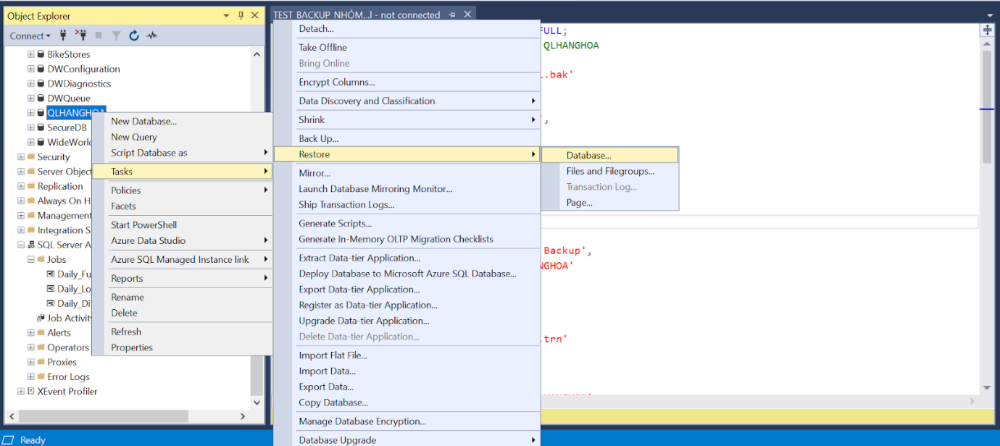 Object Explorer
Connect
BikeStores
DWConfiguration
DWDiagnostics
DWQueue
QLHANGHOA
SecureDB
WideWorld
Security
Server Object
Replication
Always On H
Management
Integration S
SQL Server A
Jobs
Daily_Fu
Daily_Lo
Daily_Di
Job Activity
Alerts
Operators
Proxies
Error Logs
XEvent Profiler
Ready
New Database...
New Query
Script Database as
Tasks
Policies
Facets
Start PowerShell
Azure Data Studio
Azure SQL Managed Instance link
Reports
Rename
Delete
Refresh
Properties
TEST_BACKUP_NHÓM...l - not connected
Detach...
Take Offline
Bring Online
Encrypt Columns...
Data Discovery and Classification
Shrink
Back Up...
Restore
Mirror...
Launch Database Mirroring Monitor...
Ship Transaction Logs...
Generate Scripts...
Generate In-Memory OLTP Migration Checklists
Extract Data-tier Application...
Deploy Database to Microsoft Azure SQL Database...
Export Data-tier Application...
Register as Data-tier Application...
Upgrade Data-tier Application...
Delete Data-tier Application...
Import Flat File...
Import Data...
Export Data...
Copy Database...
Manage Database Encryption...
Database Upgrade
Database...
Files and Filegroups...
Transaction Log...
Page...
FULL;
QLHANGHOA
.bak'
',
Backup',
NGHOA'
.trn'